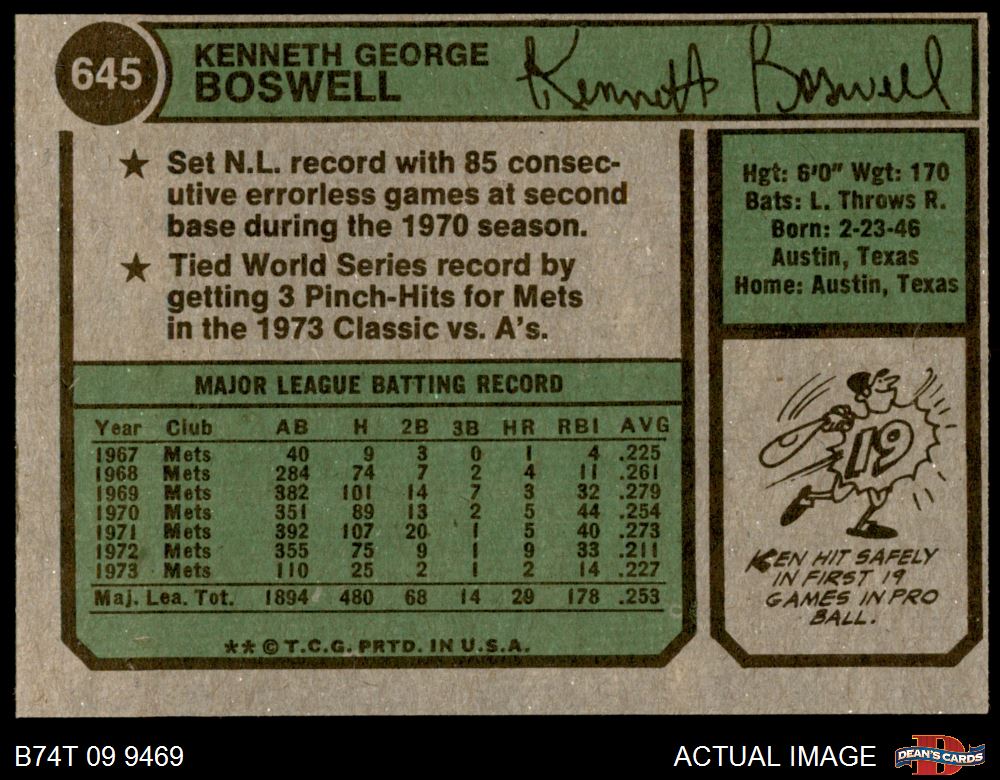 645
KENNETH GEORGE
BOSWELL
Kenneth Boswell
★ Set N.L. record with 85 consec-
utive errorless games at second
base during the 1970 season.
★ Tied World Series record by
getting 3 Pinch-Hits for Mets
in the 1973 Classic vs. A's.
Hgt: 6'0" Wgt: 170
Bats: L. Throws R.
Born: 2-23-46
Austin, Texas
Home: Austin, Texas
MAJOR LEAGUE BATTING RECORD
Year Club AB H 2B 3B HR RBI AVG
1967 Mets 40 9 3 0 1 4 .225
1968 Mets 284 74 7 2 4 11 .261
1969 Mets 382 101 14 7 3 32 .279
1970 Mets 351 89 13 2 5 44 .254
1971 Mets 392 107 20 1 5 40 .273
1972 Mets 355 75 9 1 9 33 .211
1973 Mets 110 25 2 1 2 14 .227
Maj. Lea. Tot. 1894 480 68 14 29 178 .253
** © T.C.G. PRTD. IN U.S.A.
19
KEN HIT SAFELY
IN FIRST 19
GAMES IN PRO
BALL.
B74T 09 9469
ACTUAL IMAGE
D
DEAN'S CARDS